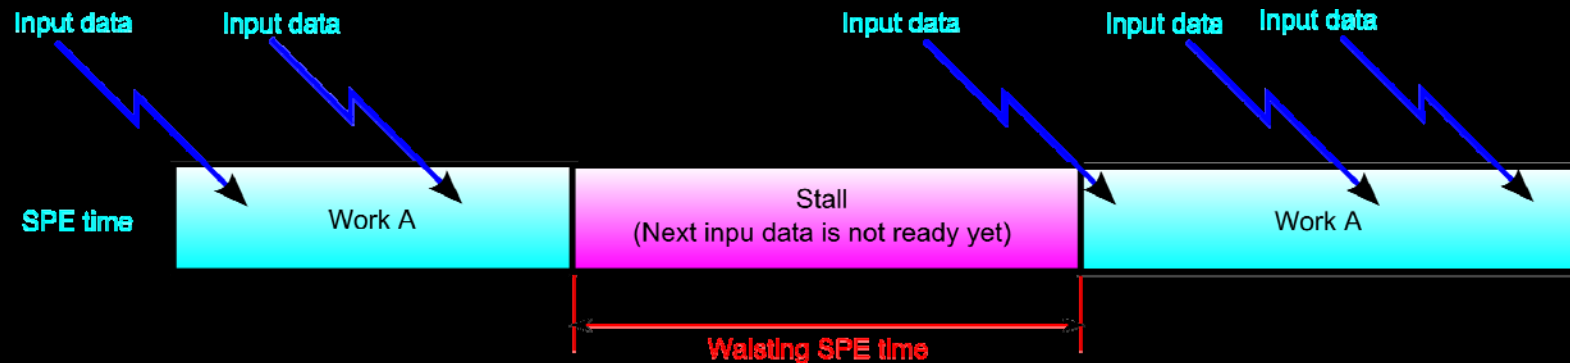 Input data
Input data
Input data
Input data
Input data
SPE time
Work A
Stall
(Next inpu data is not ready yet)
Work A
Waisting SPE time